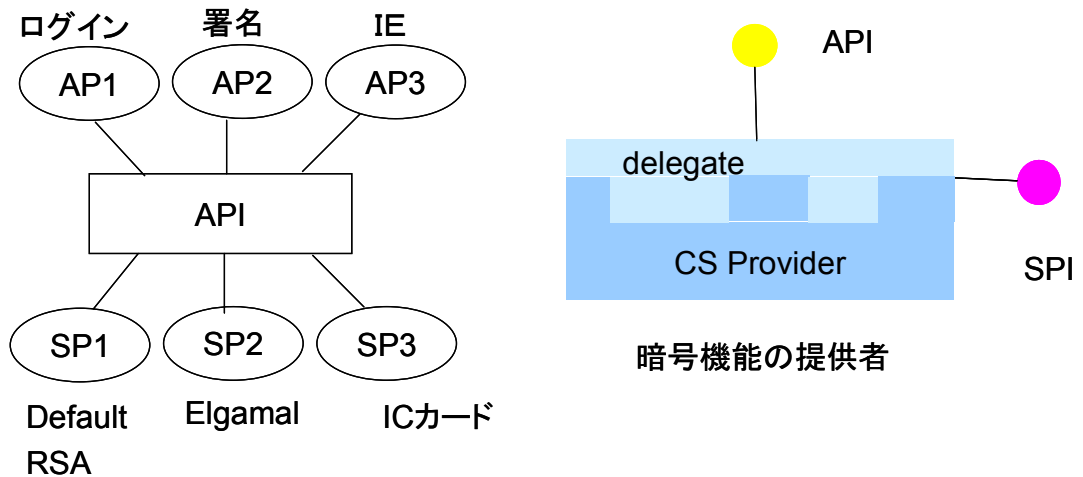 ログイン
署名
IE
AP1
AP2
AP3
API
SP1
SP2
SP3
Default
RSA
Elgamal
ICカード
API
delegate
CS Provider
SPI
暗号機能の提供者